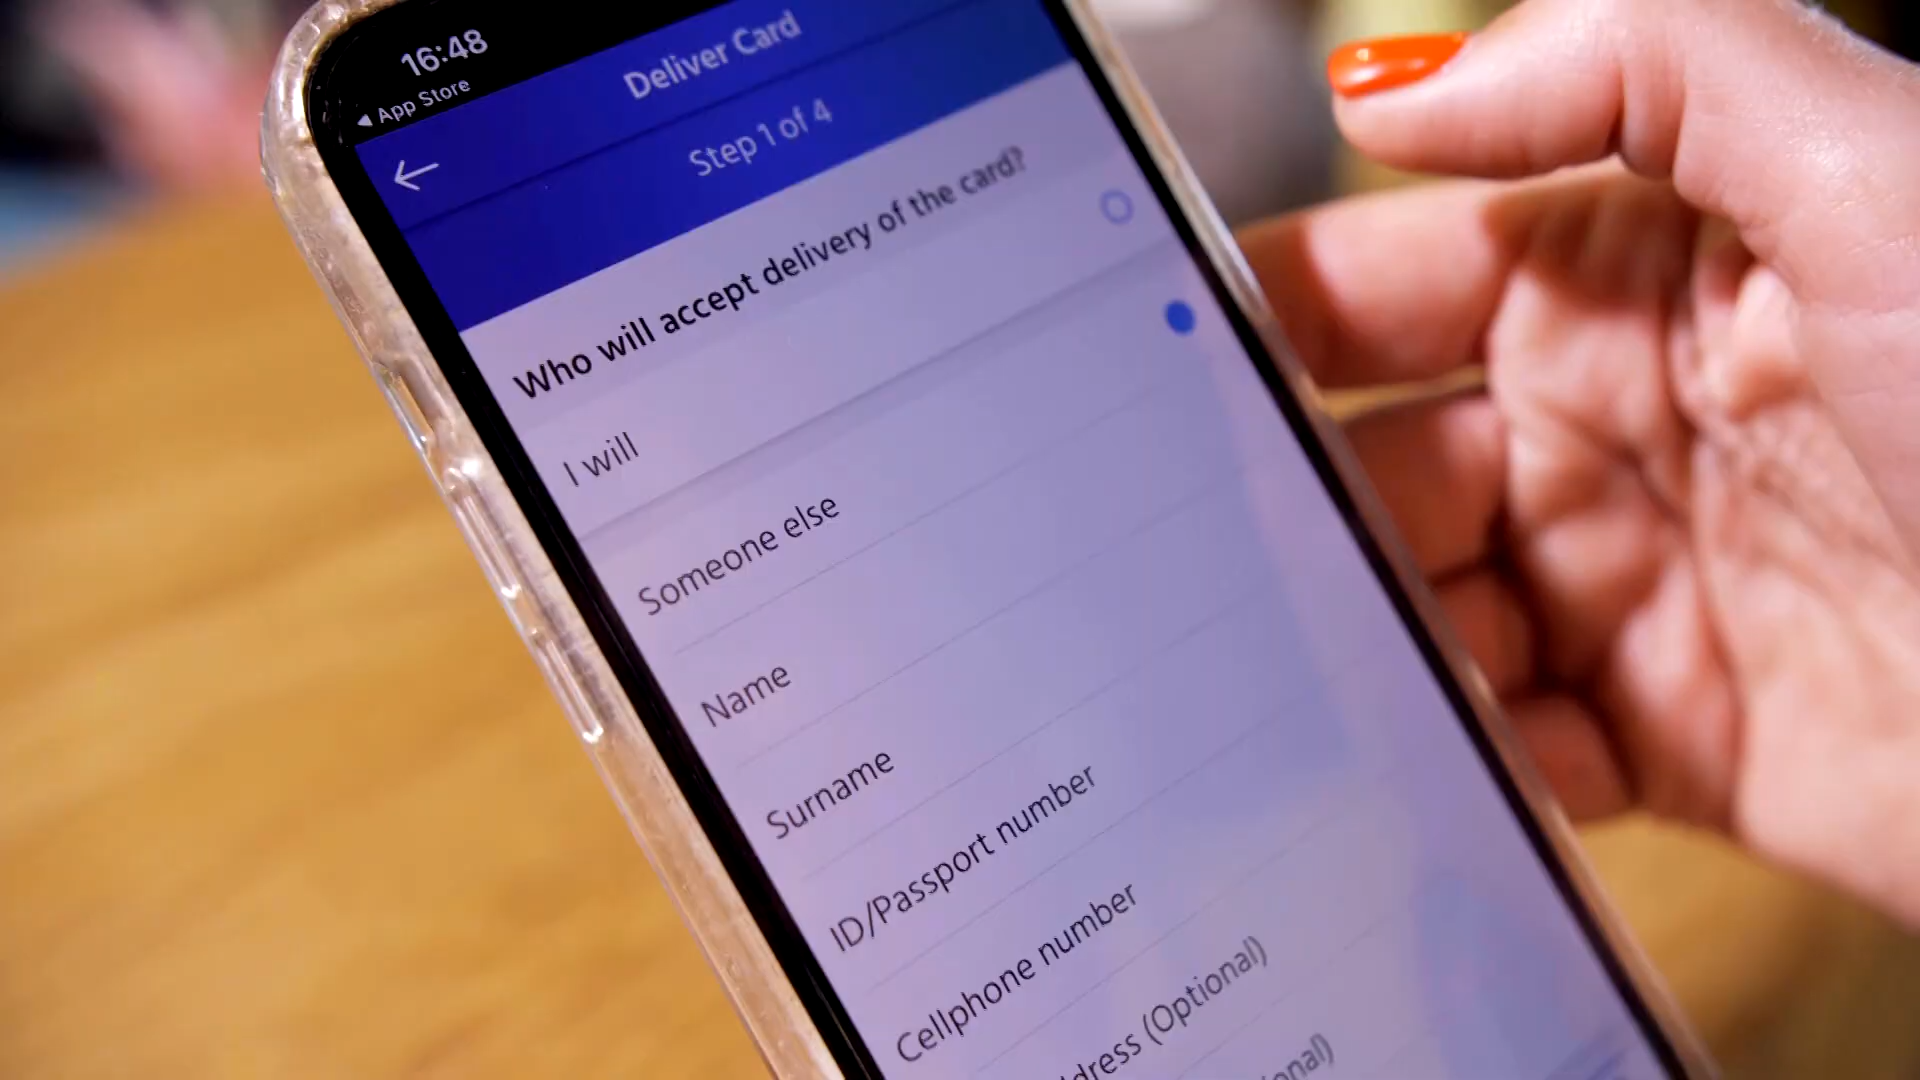 16:48
◀ App Store
Deliver Card
Step 1 of 4
Who will accept delivery of the card?
I will
Someone else
Name
Surname
ID/Passport number
Cellphone number
(Optional)